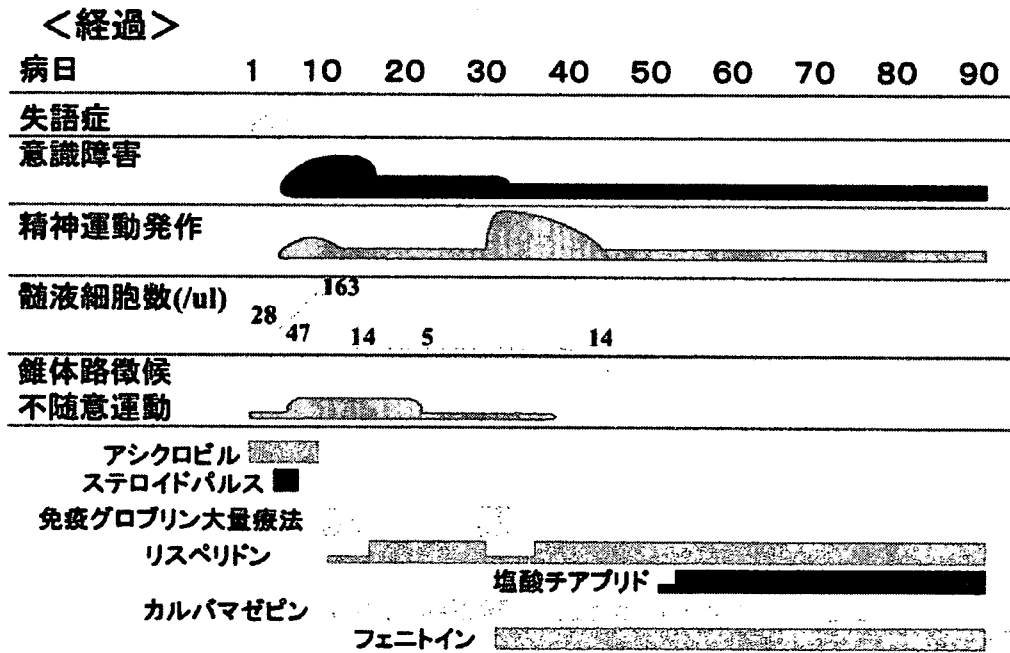 ＜経過＞
病日 1 10 20 30 40 50 60 70 80 90
失語症
意識障害
精神運動発作
髄液細胞数(/ul) 28 47 163 14 5 14
錐体路徴候
不随意運動
アシクロビル
ステロイドパルス
免疫グロブリン大量療法
リスペリドン
塩酸チアプリド
カルバマゼピン
フェニトイン